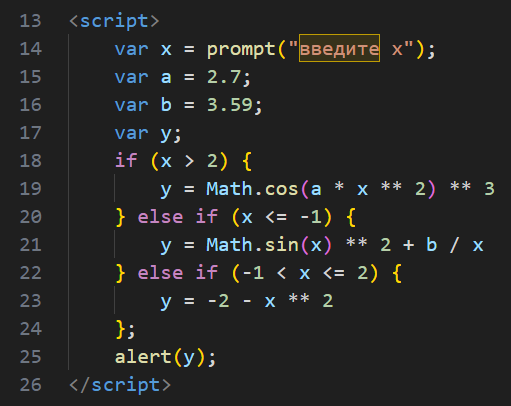 13 <script>
14 var x = prompt("введите x");
15 var a = 2.7;
16 var b = 3.59;
17 var y;
18 if (x > 2) {
19 y = Math.cos(a * x ** 2) ** 3
20 } else if (x <= -1) {
21 y = Math.sin(x) ** 2 + b / x
22 } else if (-1 < x <= 2) {
23 y = -2 - x ** 2
24 };
25 alert(y);
26 </script>